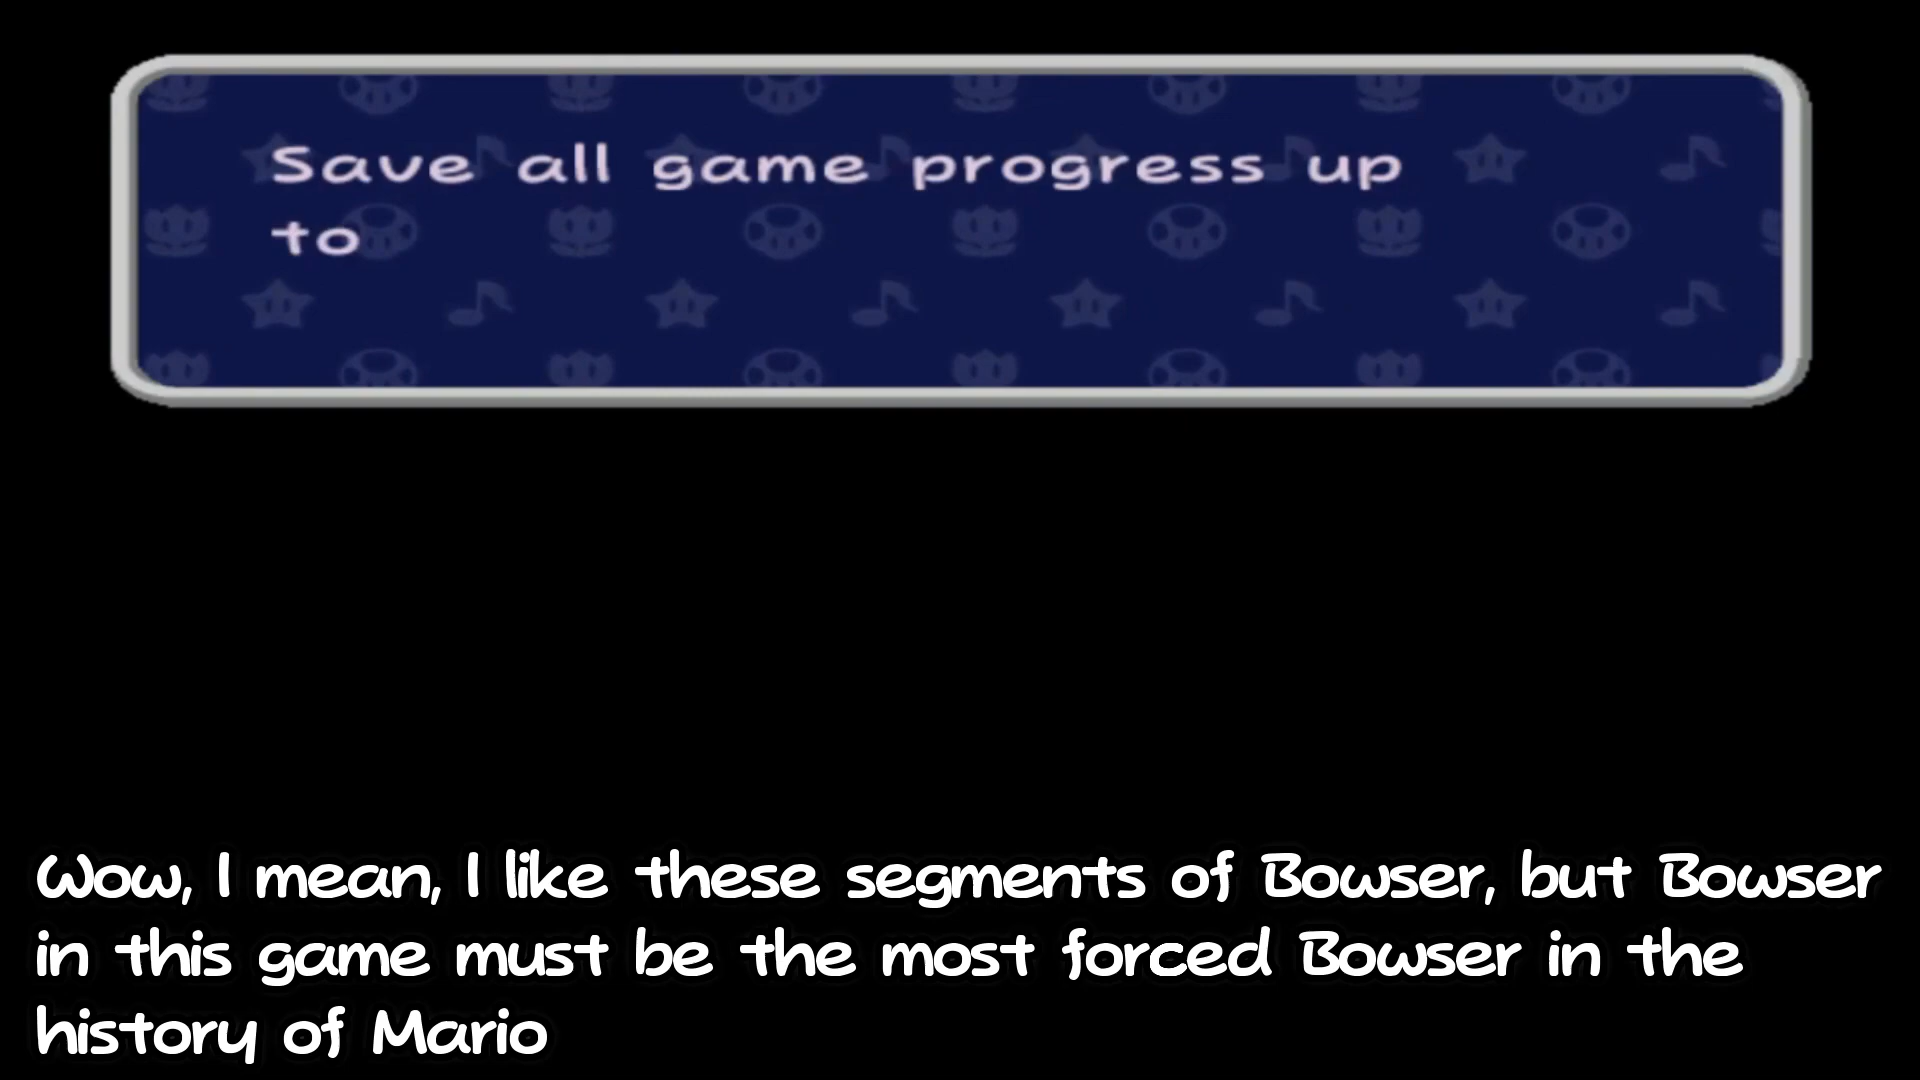 Save all game progress up
to
Wow, I mean, I like these segments of Bowser, but Bowser
in this game must be the most forced Bowser in the
history of Mario